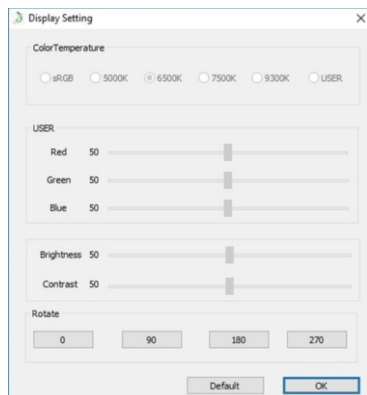 Display Setting
ColorTemperature
sRGB 5000K 6500K 7500K 9300K USER
USER
Red 50
Green 50
Blue 50
Brightness 50
Contrast 50
Rotate
0 90 180 270
Default OK